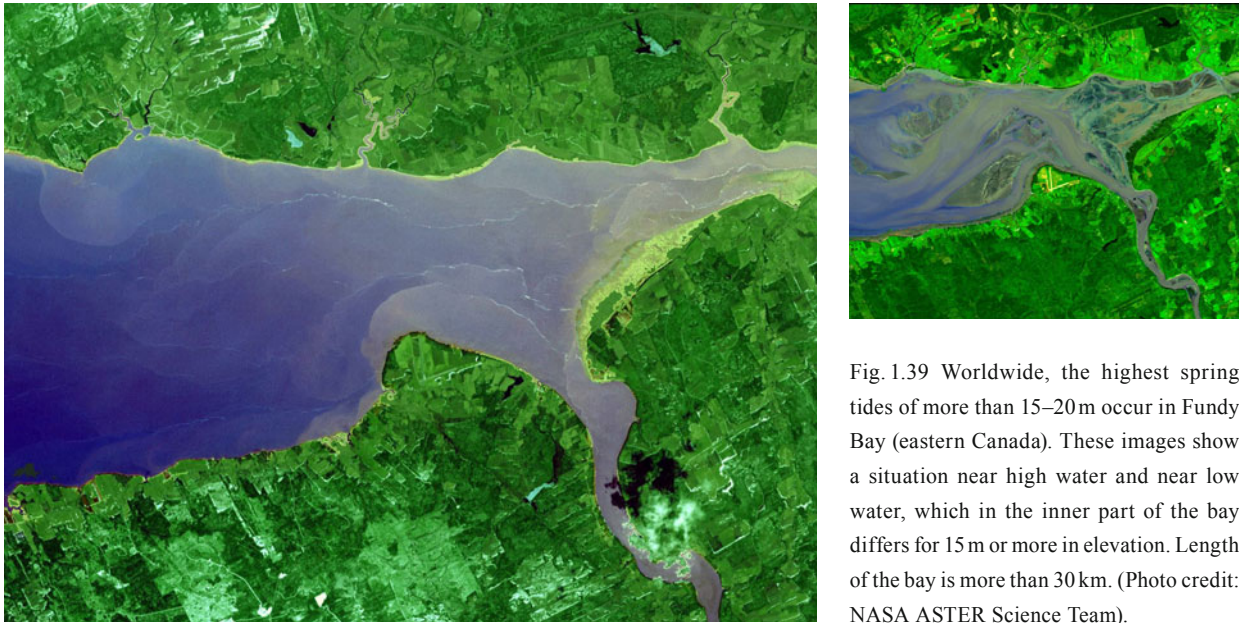 Fig. 1.39 Worldwide, the highest spring
tides of more than 15–20 m occur in Fundy
Bay (eastern Canada). These images show
a situation near high water and near low
water, which in the inner part of the bay
differs for 15 m or more in elevation. Length
of the bay is more than 30 km. (Photo credit:
NASA ASTER Science Team).